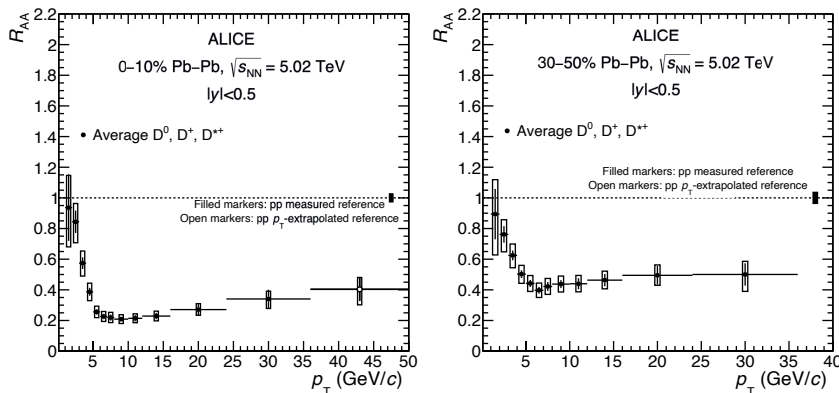 R_AA
2.2
2
1.8
1.6
1.4
1.2
1
0.8
0.6
0.4
0.2
0
ALICE
0–10% Pb–Pb, √s_NN = 5.02 TeV
|y|<0.5
Average D⁰, D⁺, D*⁺
Filled markers: pp measured reference
Open markers: pp p_T-extrapolated reference
5 10 15 20 25 30 35 40 45 50
p_T (GeV/c)
R_AA
2.2
2
1.8
1.6
1.4
1.2
1
0.8
0.6
0.4
0.2
0
ALICE
30–50% Pb–Pb, √s_NN = 5.02 TeV
|y|<0.5
Average D⁰, D⁺, D*⁺
Filled markers: pp measured reference
Open markers: pp p_T-extrapolated reference
5 10 15 20 25 30 35 40
p_T (GeV/c)